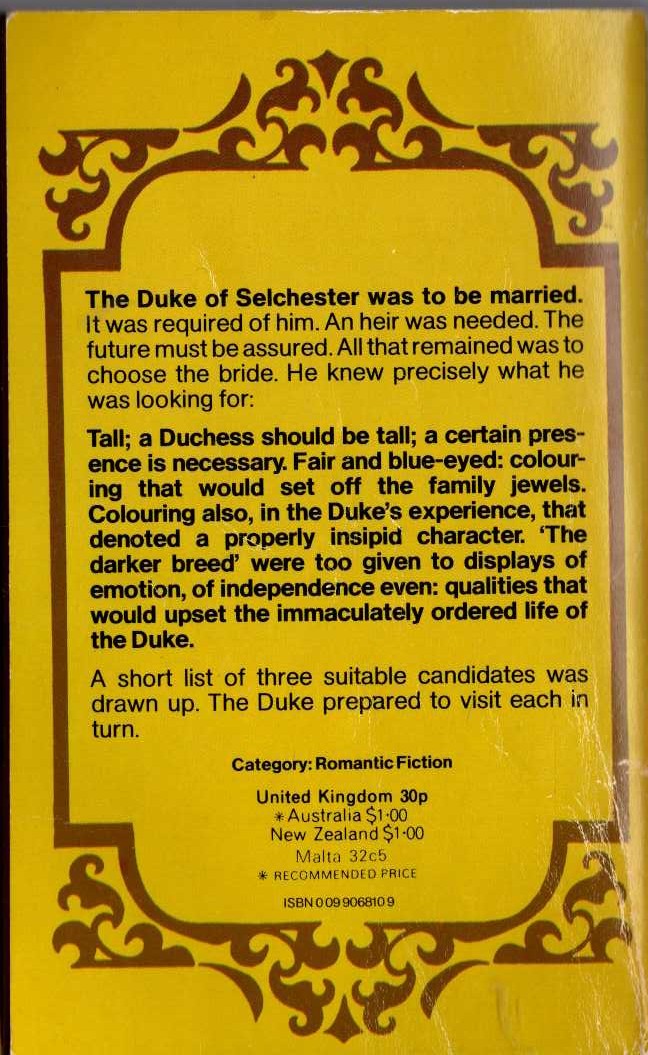 The Duke of Selchester was to be married.
It was required of him. An heir was needed. The
future must be assured. All that remained was to
choose the bride. He knew precisely what he
was looking for:
Tall; a Duchess should be tall; a certain pres-
ence is necessary. Fair and blue-eyed: colour-
ing that would set off the family jewels.
Colouring also, in the Duke's experience, that
denoted a properly insipid character. 'The
darker breed' were too given to displays of
emotion, of independence even: qualities that
would upset the immaculately ordered life of
the Duke.
A short list of three suitable candidates was
drawn up. The Duke prepared to visit each in
turn.
Category: Romantic Fiction
United Kingdom 30p
* Australia $1·00
New Zealand $1·00
Malta 32c5
* RECOMMENDED PRICE
ISBN 0 09 906810 9